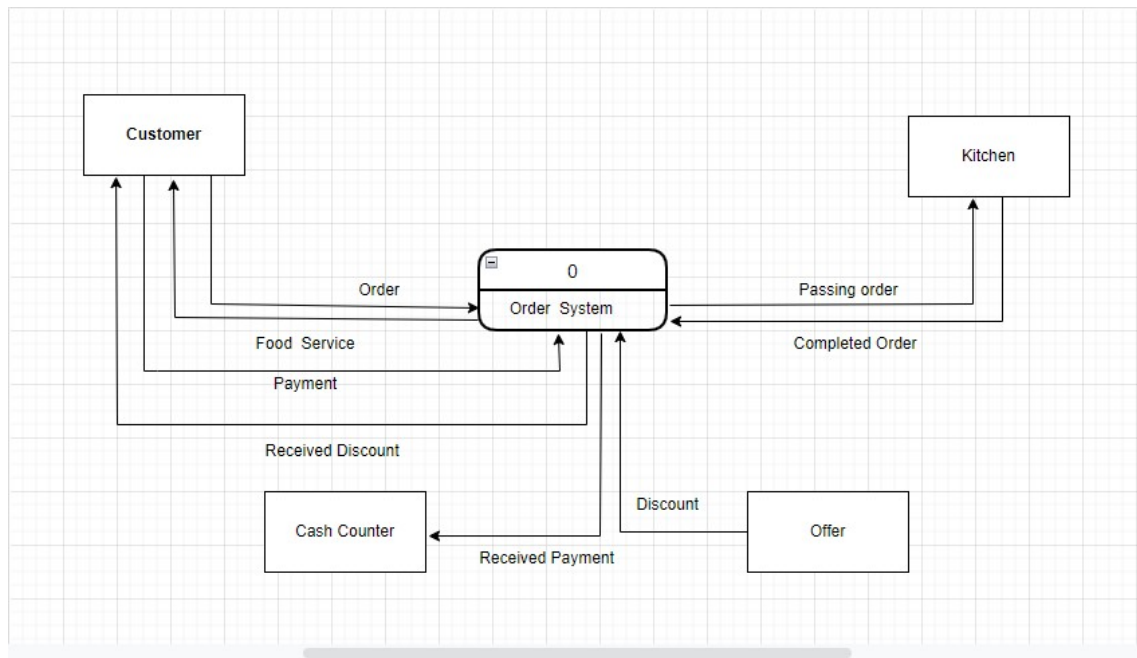 Customer
Kitchen
0
Order System
Order
Passing order
Food Service
Completed Order
Payment
Received Discount
Discount
Cash Counter
Offer
Received Payment